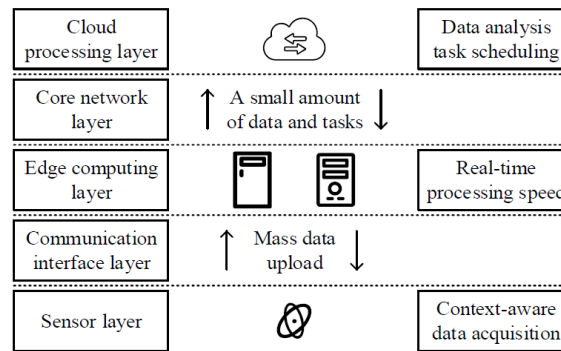 Cloud
processing layer
Data analysis
task scheduling
Core network
layer
A small amount
of data and tasks
Edge computing
layer
Real-time
processing speed
Communication
interface layer
Mass data
upload
Sensor layer
Context-aware
data acquisition